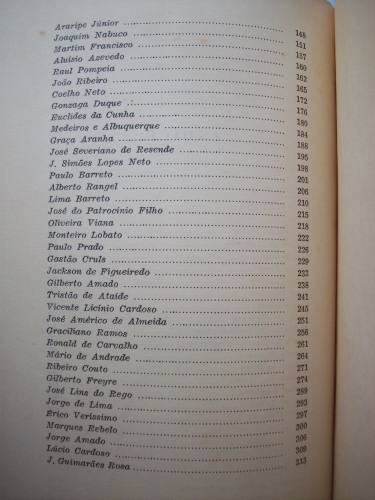 Araripe Júnior ........ 148
Joaquim Nabuco ........ 151
Martim Francisco ........ 157
Aluísio Azevedo ........ 160
Raul Pompeia ........ 162
João Ribeiro ........ 165
Coelho Neto ........ 172
Gonzaga Duque ........ 176
Euclides da Cunha ........ 180
Medeiros e Albuquerque ........ 184
Graça Aranha ........ 188
José Severiano de Resende ........ 195
J. Simões Lopes Neto ........ 198
Paulo Barreto ........ 201
Alberto Rangel ........ 206
Lima Barreto ........ 210
José do Patrocínio Filho ........ 215
Oliveira Viana ........ 218
Monteiro Lobato ........ 222
Paulo Prado ........ 226
Gastão Cruls ........ 229
Jackson de Figueiredo ........ 233
Gilberto Amado ........ 238
Tristão de Ataíde ........ 241
Vicente Licínio Cardoso ........ 245
José Américo de Almeida ........ 251
Graciliano Ramos ........ 256
Ronald de Carvalho ........ 261
Mário de Andrade ........ 264
Ribeiro Couto ........ 271
Gilberto Freyre ........ 274
José Lins do Rego ........ 289
Jorge de Lima ........ 293
Érico Veríssimo ........ 297
Marques Rebelo ........ 300
Jorge Amado ........ 306
Lúcio Cardoso ........ 309
J. Guimarães Rosa ........ 313